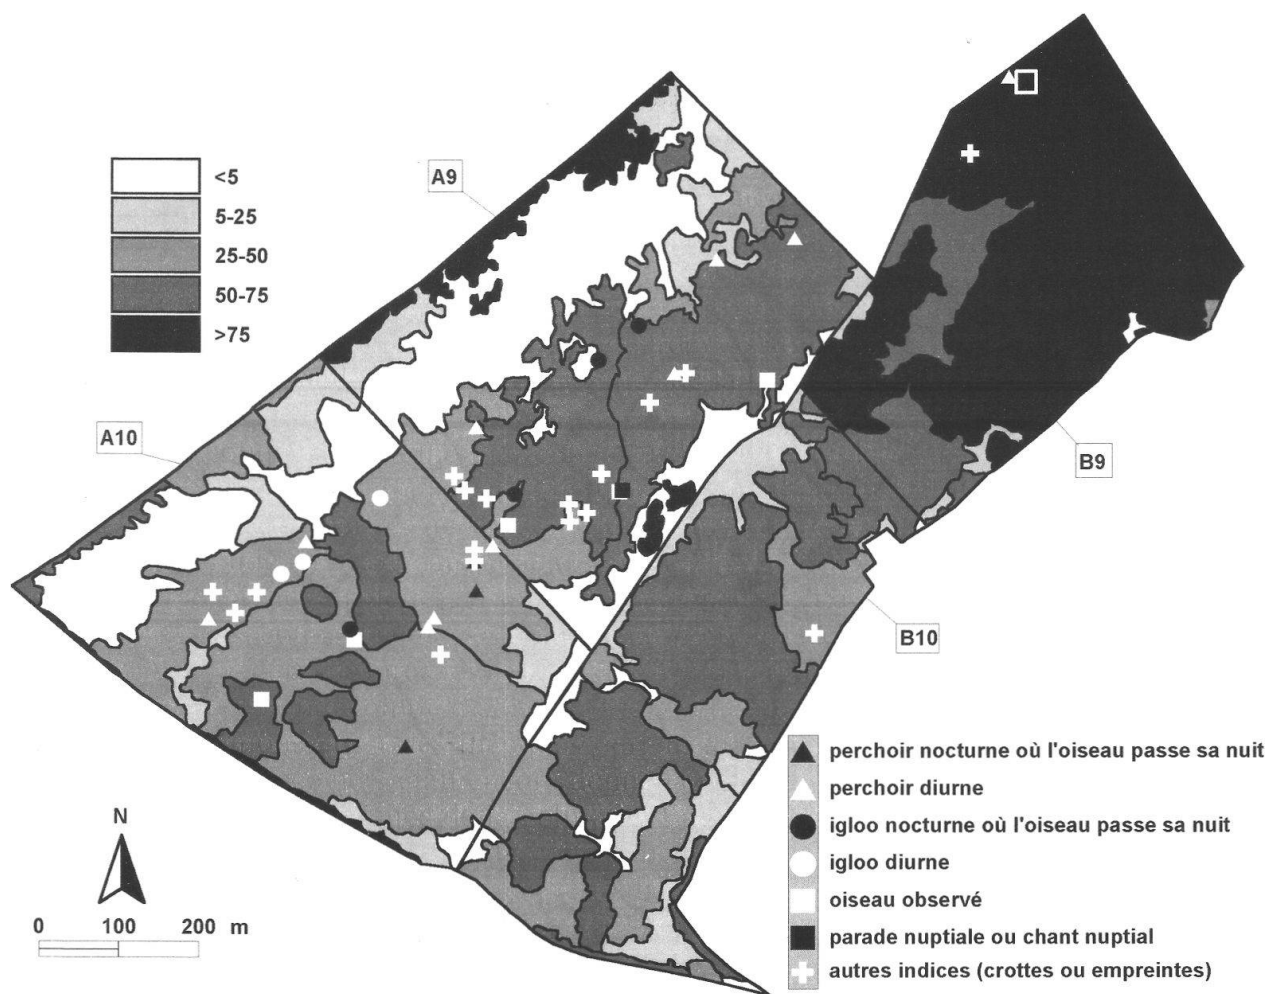 A9
<5
5-25
25-50
50-75
>75
A10
B9
B10
perchoir nocturne où l'oiseau passe sa nuit
perchoir diurne
igloo nocturne où l'oiseau passe sa nuit
igloo diurne
oiseau observé
parade nuptiale ou chant nuptial
autres indices (crottes ou empreintes)
N
0 100 200 m